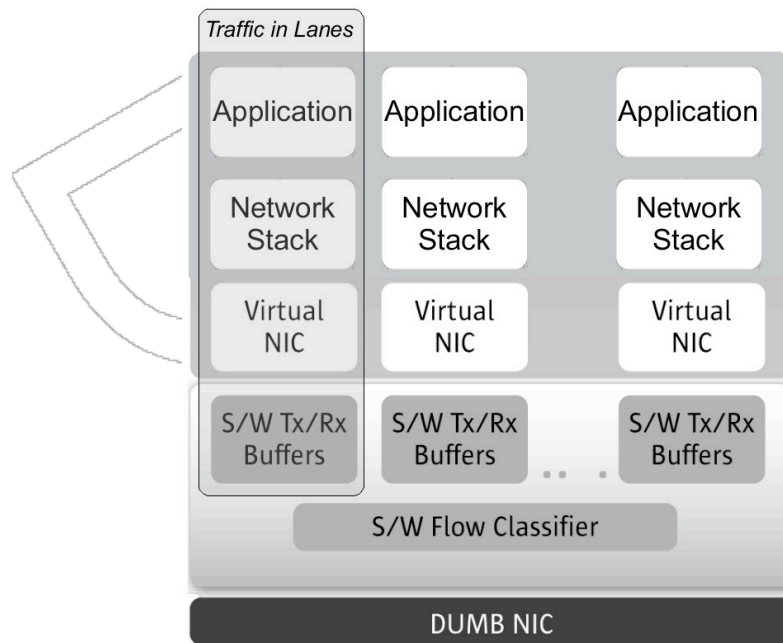 Traffic in Lanes
Application
Application
Application
Network
Stack
Network
Stack
Network
Stack
Virtual
NIC
Virtual
NIC
Virtual
NIC
S/W Tx/Rx
Buffers
S/W Tx/Rx
Buffers
S/W Tx/Rx
Buffers
S/W Flow Classifier
DUMB NIC